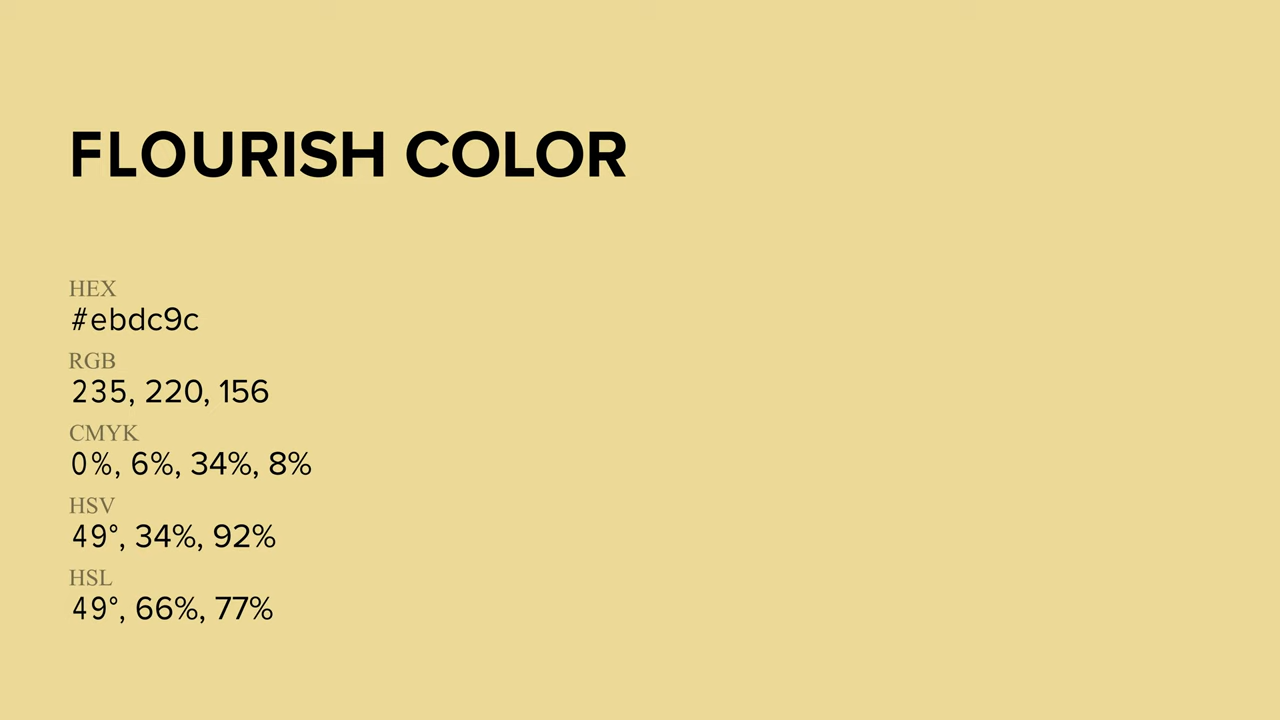 FLOURISH COLOR
HEX
#ebdc9c
RGB
235, 220, 156
CMYK
0%, 6%, 34%, 8%
HSV
49°, 34%, 92%
HSL
49°, 66%, 77%